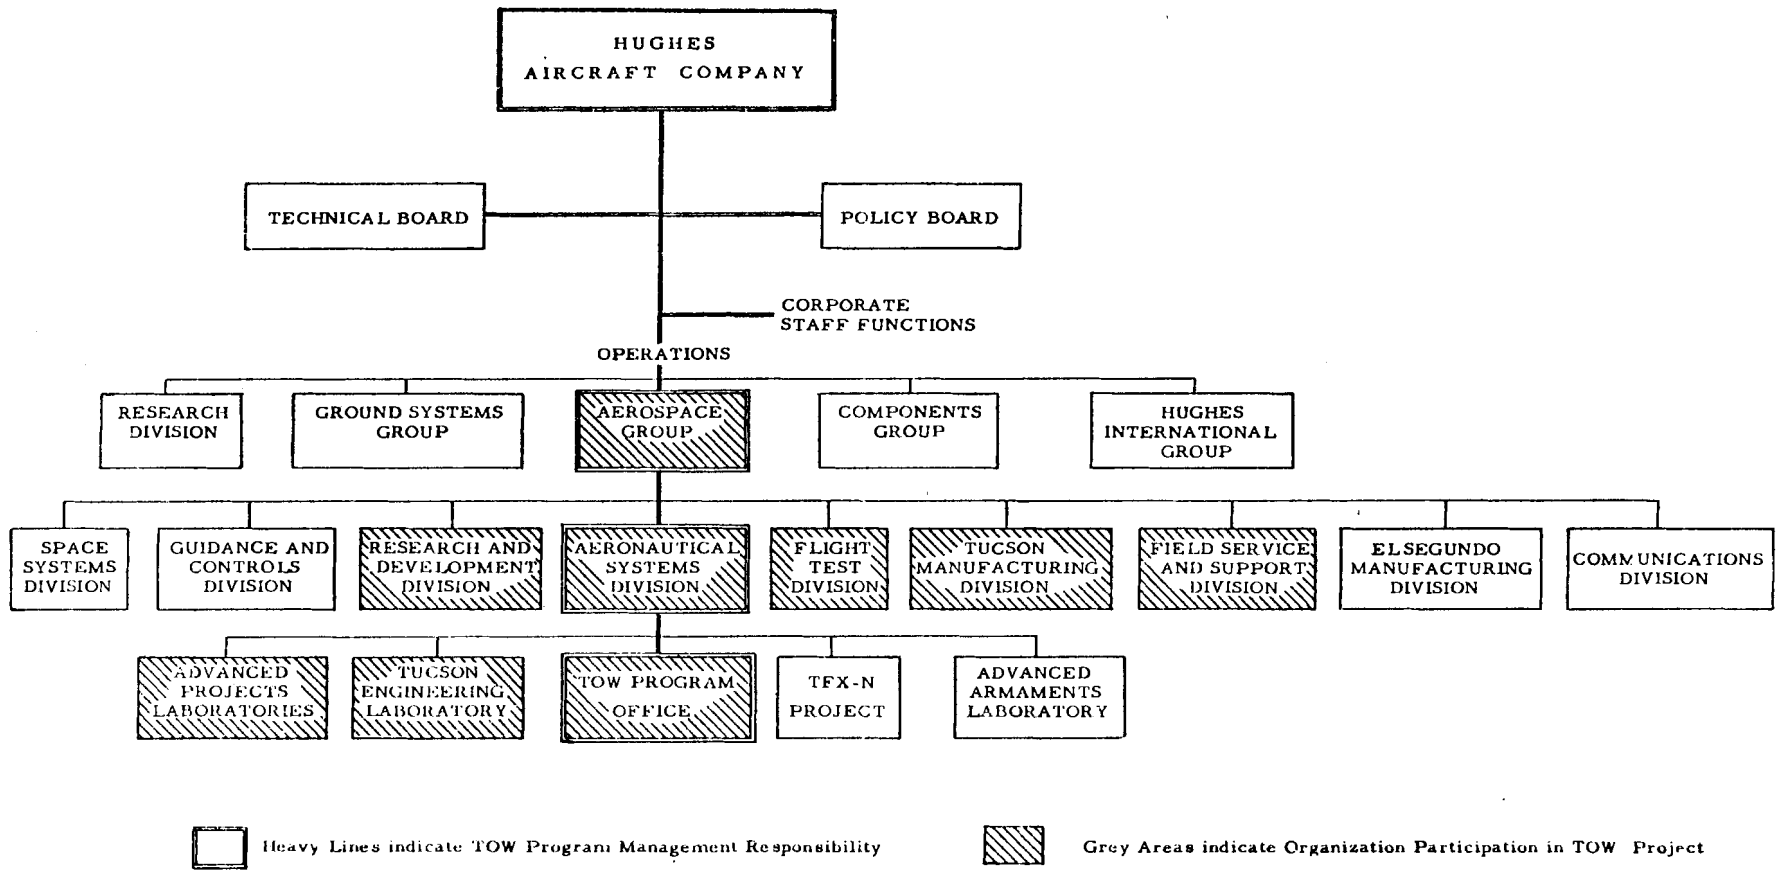 HUGHES
AIRCRAFT COMPANY
TECHNICAL BOARD
POLICY BOARD
CORPORATE
STAFF FUNCTIONS
OPERATIONS
RESEARCH
DIVISION
GROUND SYSTEMS
GROUP
AEROSPACE
GROUP
COMPONENTS
GROUP
HUGHES
INTERNATIONAL
GROUP
SPACE
SYSTEMS
DIVISION
GUIDANCE AND
CONTROLS
DIVISION
RESEARCH AND
DEVELOPMENT
DIVISION
AERONAUTICAL
SYSTEMS
DIVISION
FLIGHT
TEST
DIVISION
TUCSON
MANUFACTURING
DIVISION
FIELD SERVICE
AND SUPPORT
DIVISION
EL SEGUNDO
MANUFACTURING
DIVISION
COMMUNICATIONS
DIVISION
ADVANCED
PROJECTS
LABORATORIES
TUCSON
ENGINEERING
LABORATORY
TOW PROGRAM
OFFICE
TFX-N
PROJECT
ADVANCED
ARMAMENTS
LABORATORY
Heavy Lines indicate TOW Program Management Responsibility
Grey Areas indicate Organization Participation in TOW Project